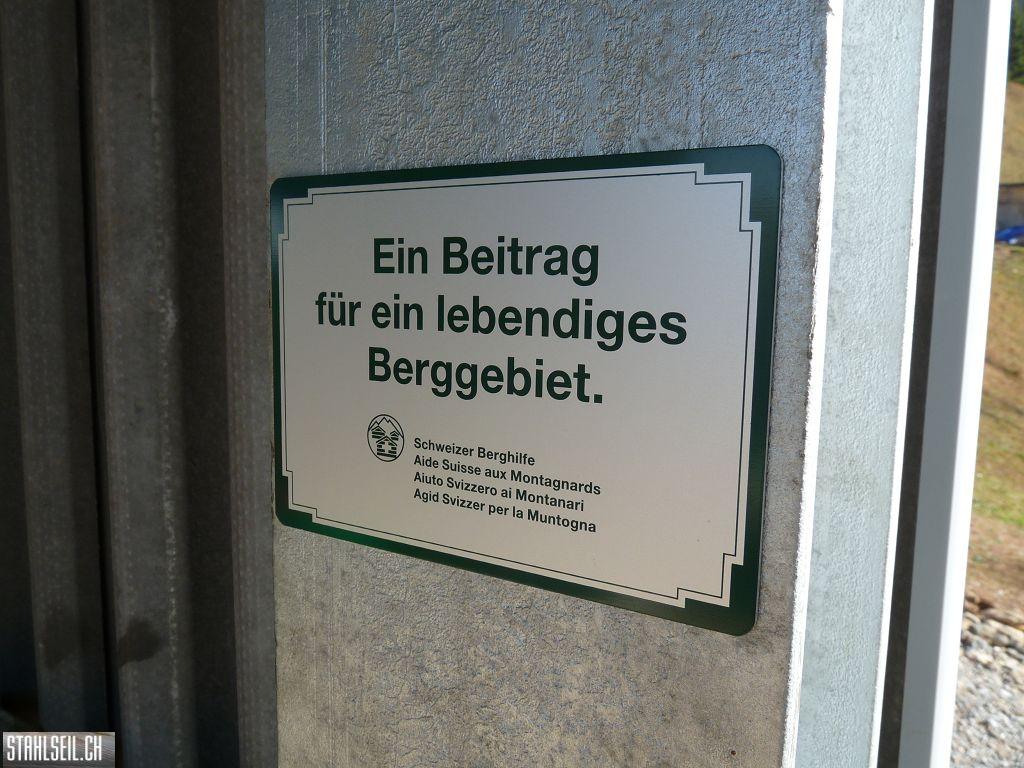 Ein Beitrag
für ein lebendiges
Berggebiet.
Schweizer Berghilfe
Aide Suisse aux Montagnards
Aiuto Svizzero ai Montanari
Agid Svizzer per la Muntogna
STAHLSEIL.CH